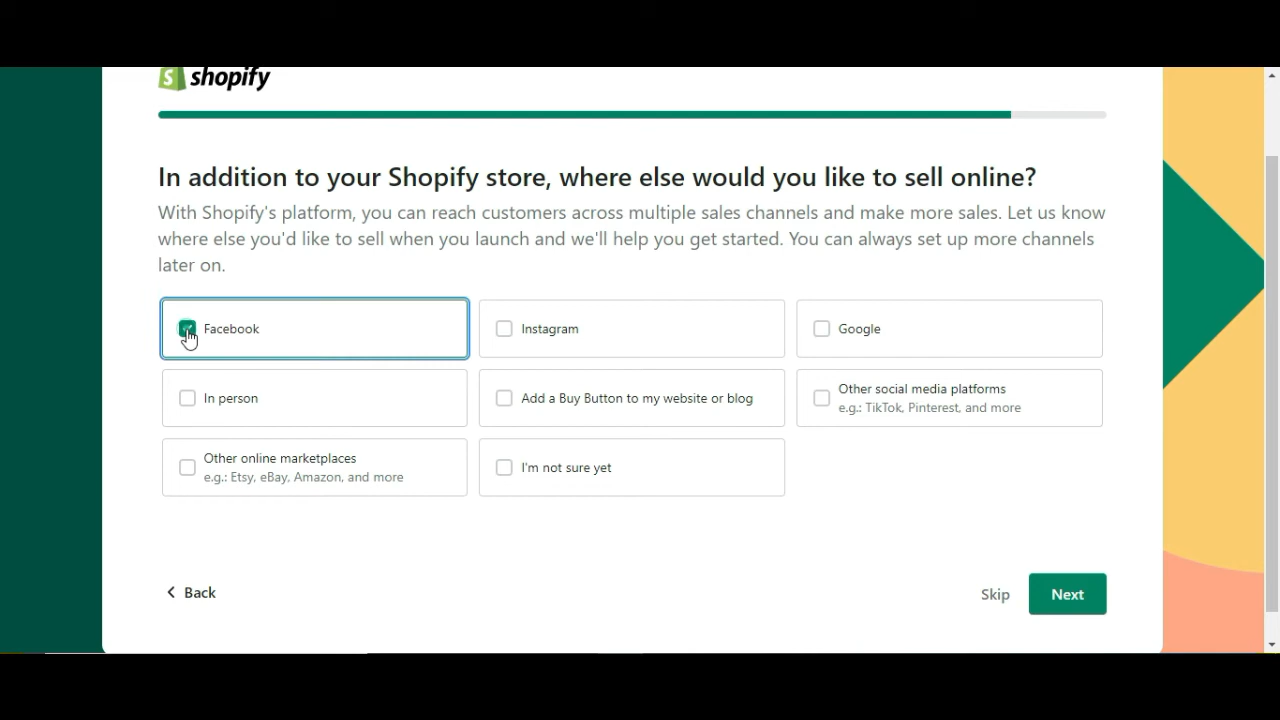 shopify
In addition to your Shopify store, where else would you like to sell online?
With Shopify's platform, you can reach customers across multiple sales channels and make more sales. Let us know
where else you'd like to sell when you launch and we'll help you get started. You can always set up more channels
later on.
Facebook
Instagram
Google
In person
Add a Buy Button to my website or blog
Other social media platforms
e.g.: TikTok, Pinterest, and more
Other online marketplaces
e.g.: Etsy, eBay, Amazon, and more
I'm not sure yet
Back
Skip
Next